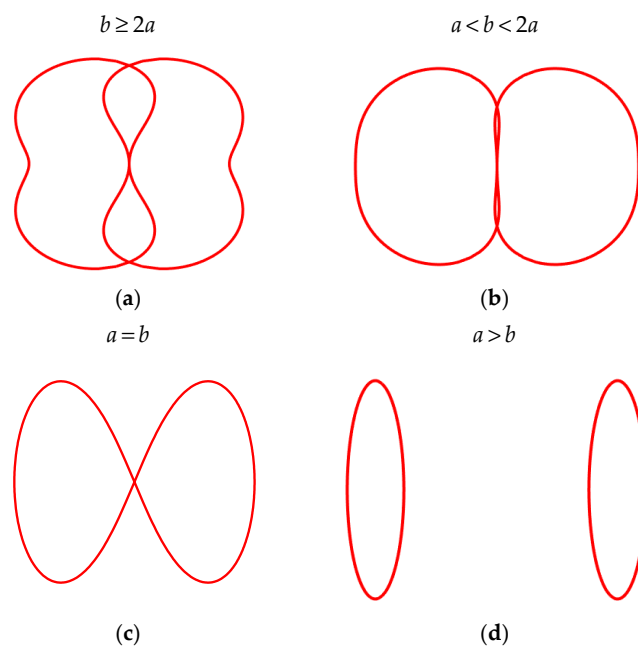 b ≥ 2a
a < b < 2a
(a)
(b)
a = b
a > b
(c)
(d)